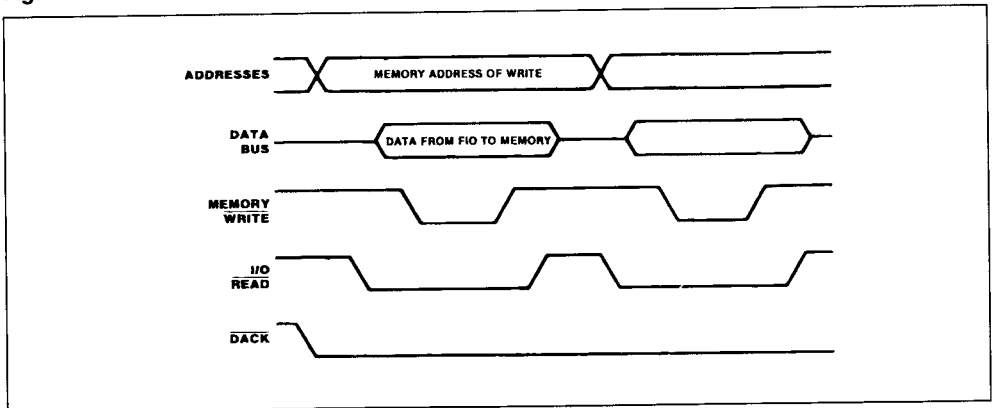 ADDRESSES
MEMORY ADDRESS OF WRITE
DATA
BUS
DATA FROM FIO TO MEMORY
MEMORY
WRITE
I/O
READ
DACK